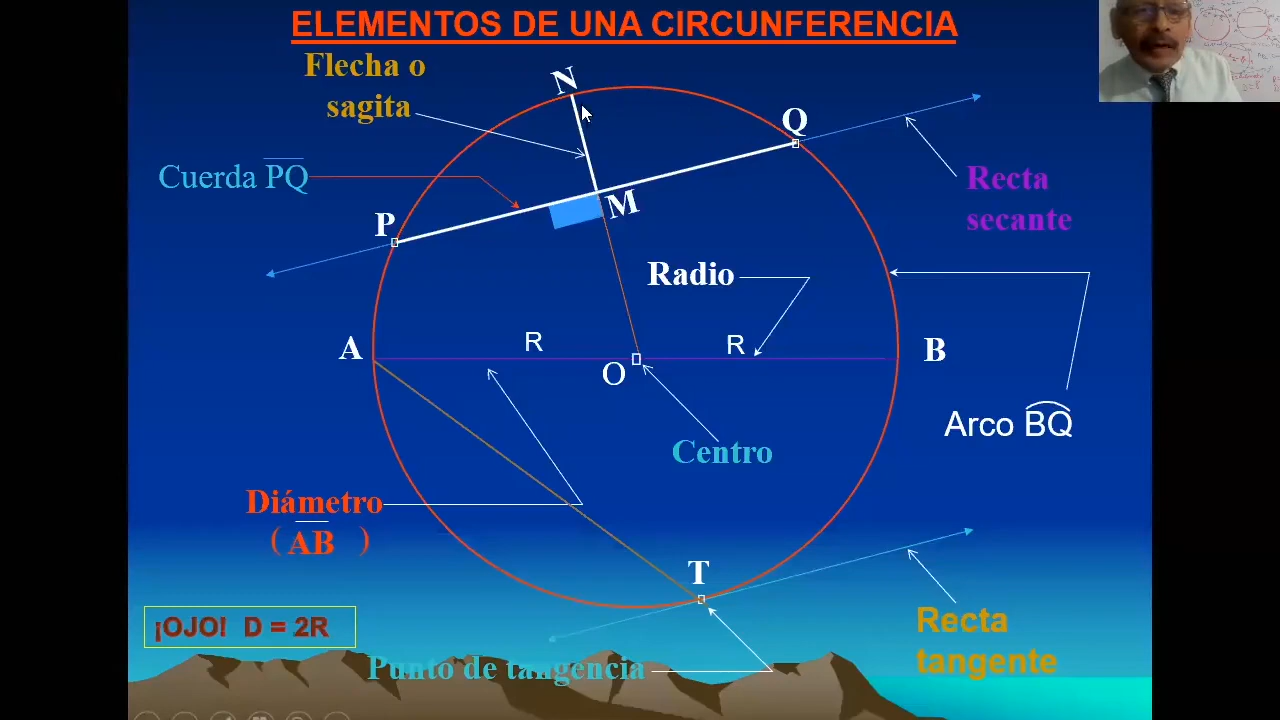 ELEMENTOS DE UNA CIRCUNFERENCIA
Flecha o
sagita
N
Q
Cuerda PQ
Recta
secante
P
M
Radio
A
R
R
B
O
Arco BQ
Centro
Diámetro
( AB )
T
¡OJO! D = 2R
Recta
tangente
Punto de tangencia